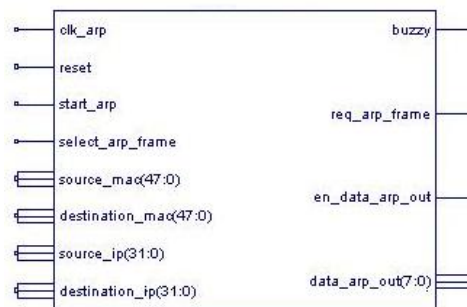 clk_arp
buzzy
reset
start_arp
req_arp_frame
select_arp_frame
source_mac(47:0)
en_data_arp_out
destination_mac(47:0)
source_ip(31:0)
data_arp_out(7:0)
destination_ip(31:0)